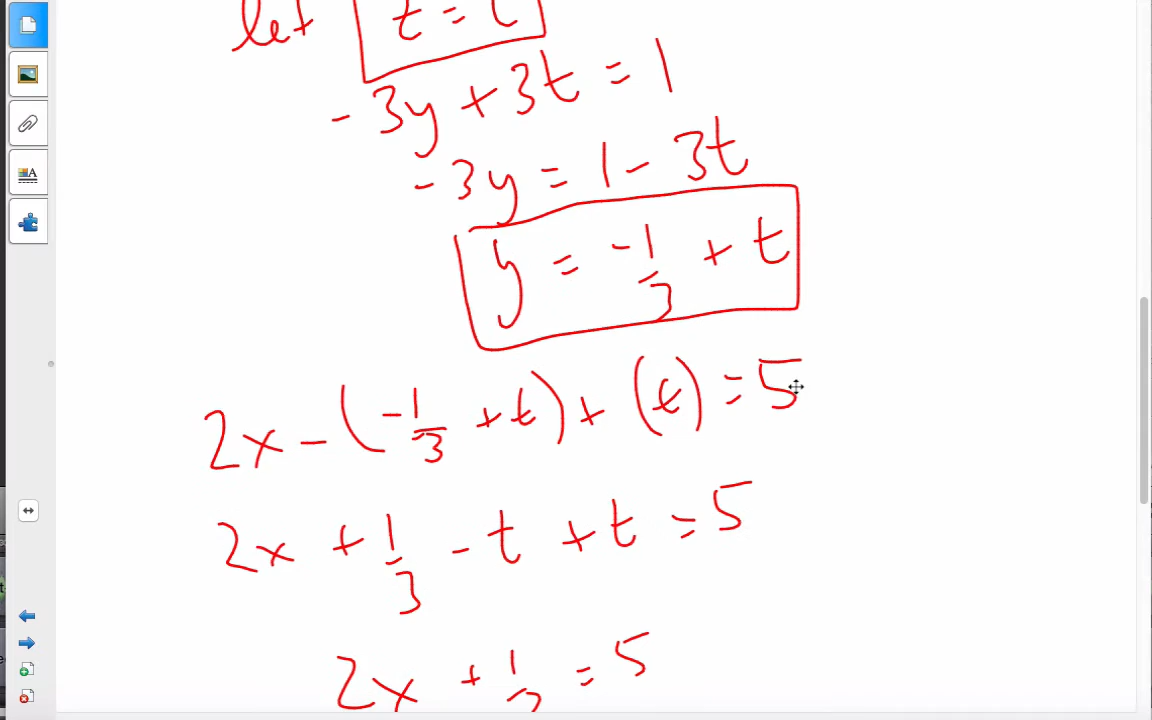 let t = t
-3y + 3t = 1
-3y = 1 - 3t
y = -1/3 + t
2x - (-1/3 + t) + (t) = 5
2x + 1/3 - t + t = 5
2x + 1/3 = 5